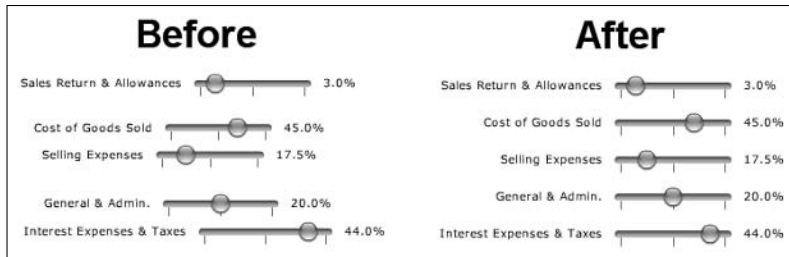 Before
Sales Return & Allowances 3.0%
Cost of Goods Sold 45.0%
Selling Expenses 17.5%
General & Admin. 20.0%
Interest Expenses & Taxes 44.0%
After
Sales Return & Allowances 3.0%
Cost of Goods Sold 45.0%
Selling Expenses 17.5%
General & Admin. 20.0%
Interest Expenses & Taxes 44.0%